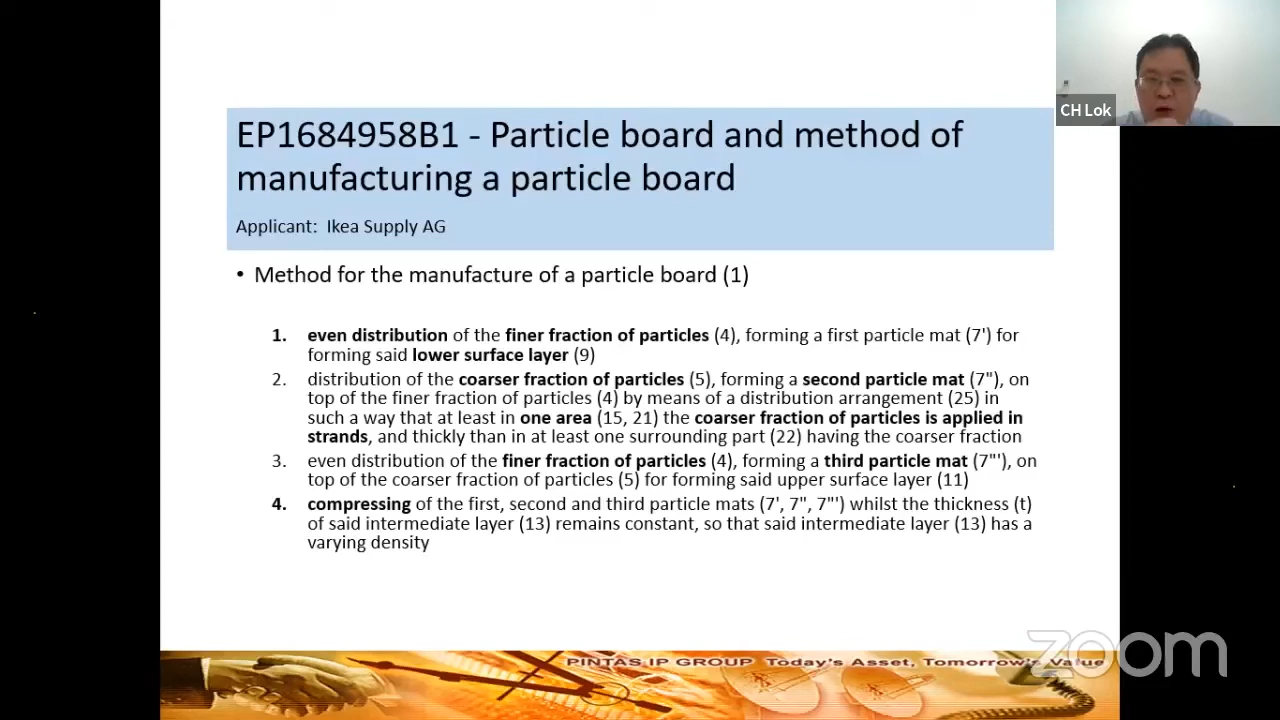 CH Lok
EP1684958B1 - Particle board and method of
manufacturing a particle board
Applicant:  Ikea Supply AG
• Method for the manufacture of a particle board (1)
1. even distribution of the finer fraction of particles (4), forming a first particle mat (7') for
forming said lower surface layer (9)
2. distribution of the coarser fraction of particles (5), forming a second particle mat (7"), on
top of the finer fraction of particles (4) by means of a distribution arrangement (25) in
such a way that at least in one area (15, 21) the coarser fraction of particles is applied in
strands, and thickly than in at least one surrounding part (22) having the coarser fraction
3. even distribution of the finer fraction of particles (4), forming a third particle mat (7"'), on
top of the coarser fraction of particles (5) for forming said upper surface layer (11)
4. compressing of the first, second and third particle mats (7', 7", 7"') whilst the thickness (t)
of said intermediate layer (13) remains constant, so that said intermediate layer (13) has a
varying density
PINTAS IP GROUP  Today's Asset, Tomorrow's Value
zoom